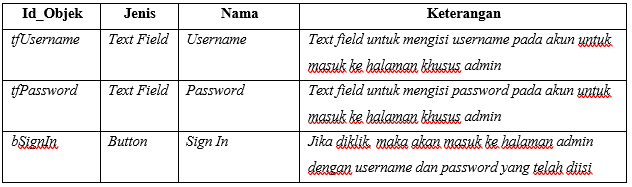 Id_Objek Jenis Nama Keterangan
tfUsername Text Field Username Text field untuk mengisi username pada akun untuk
masuk ke halaman khusus admin
tfPassword Text Field Password Text field untuk mengisi password pada akun untuk
masuk ke halaman khusus admin
bSignIn Button Sign In Jika diklik, maka akan masuk ke halaman admin
dengan username dan password yang telah diisi